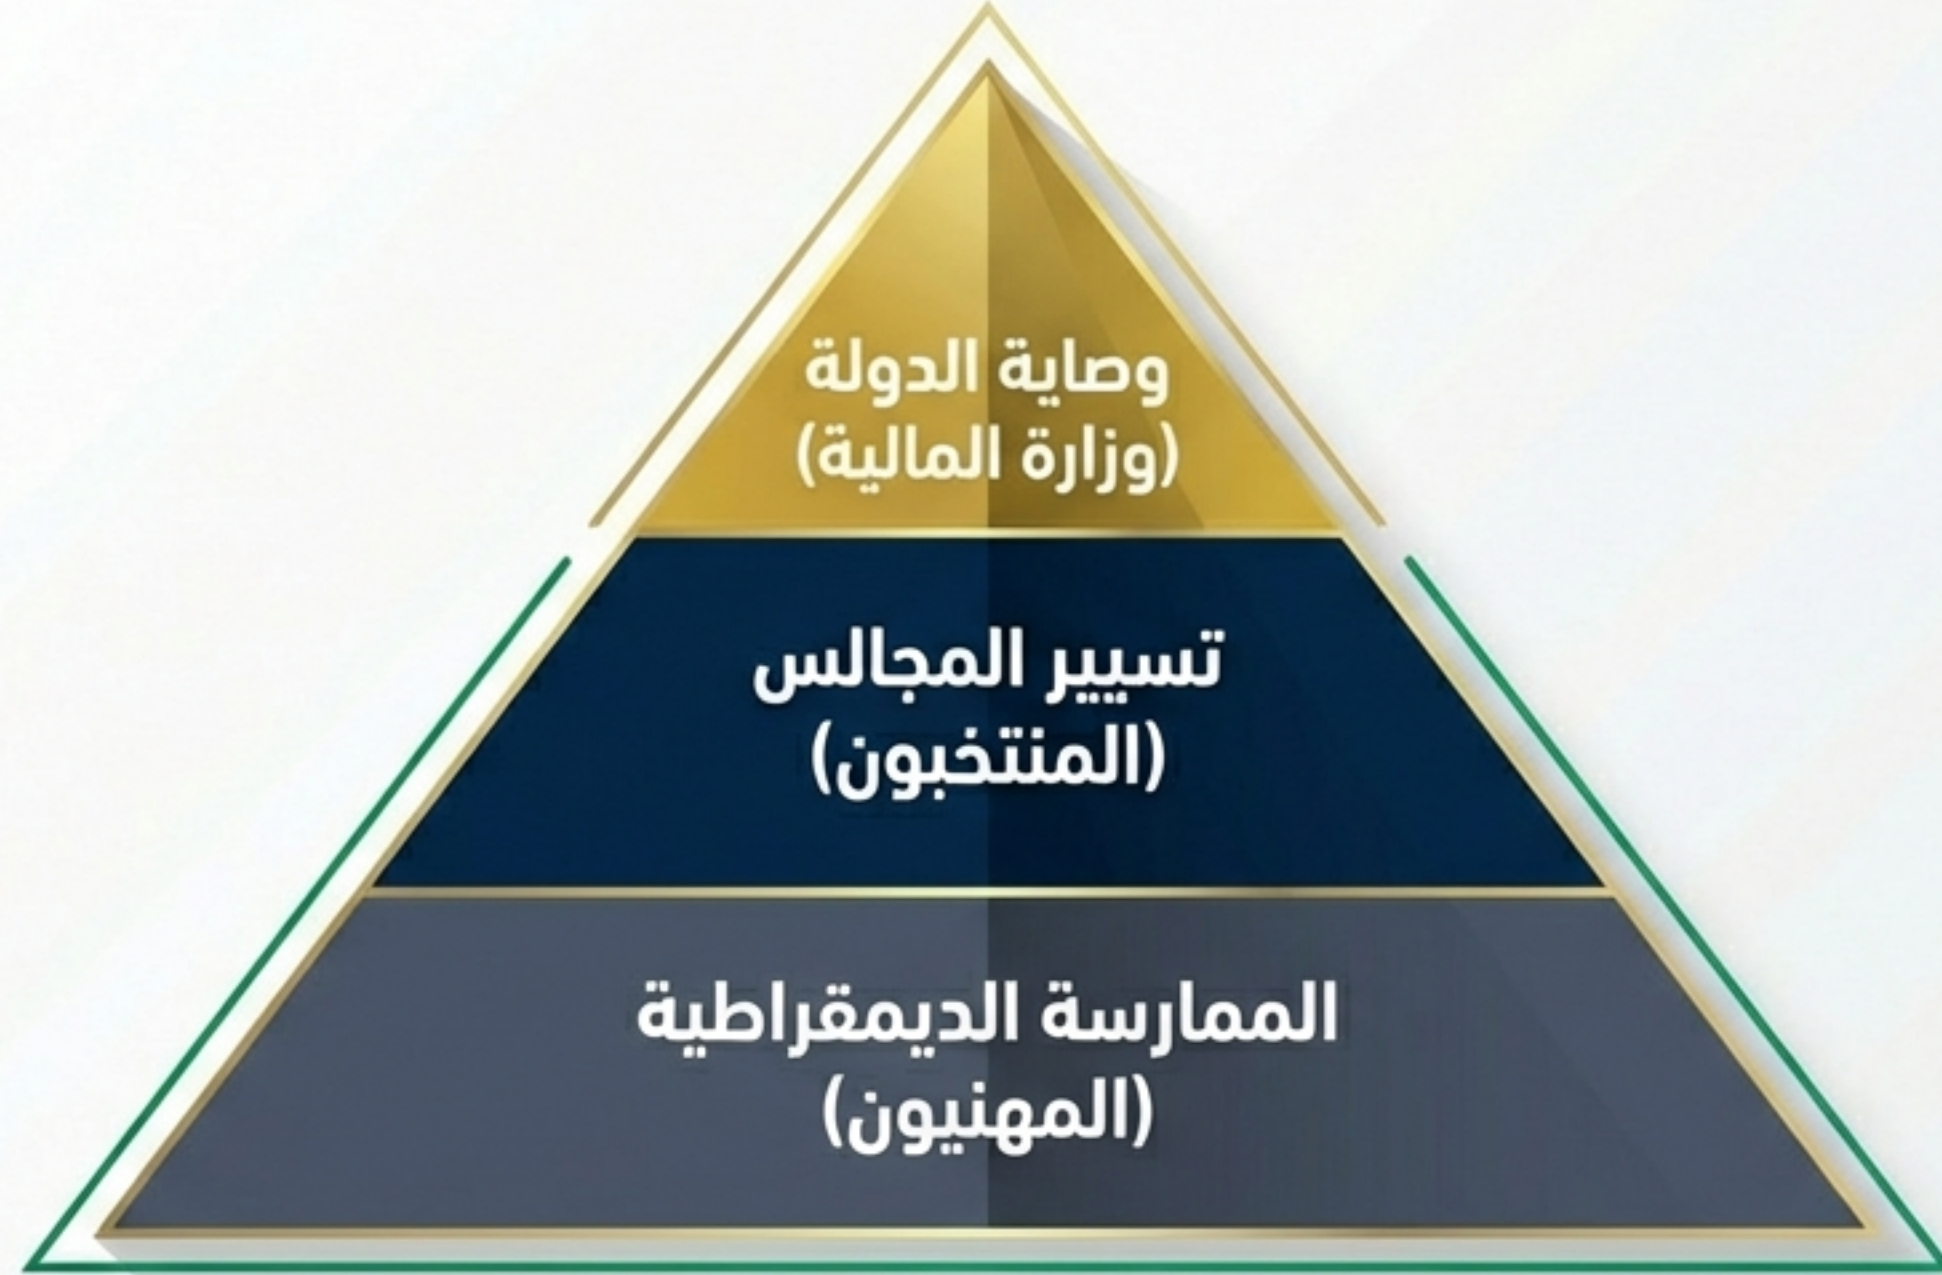 وصاية الدولة
(وزارة المالية)
تسيير المجالس
(المنتخبون)
الممارسة الديمقراطية
(المهنيون)